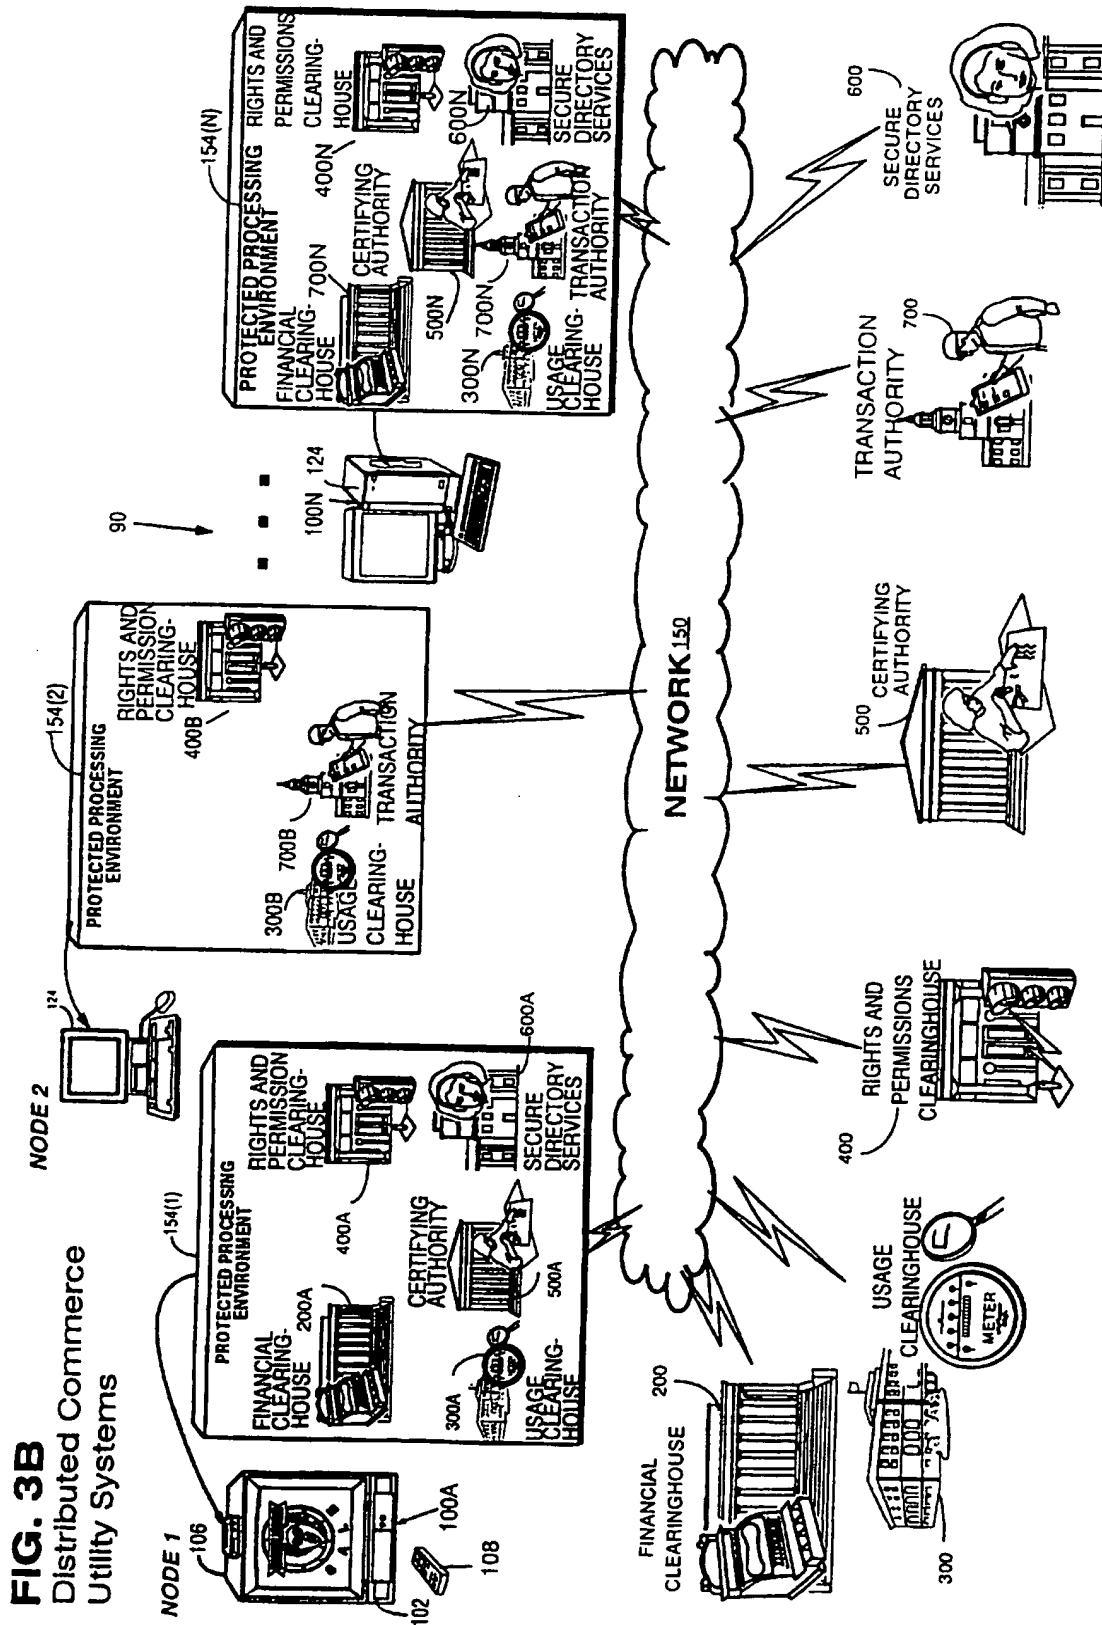 FIG. 3B
Distributed Commerce
Utility Systems
NODE 1
106
102
100A
108
154(1)
PROTECTED PROCESSING
ENVIRONMENT
FINANCIAL
CLEARING-
HOUSE
200A
RIGHTS AND
PERMISSION
CLEARING-
HOUSE
400A
CERTIFYING
AUTHORITY
500A
300A
USAGE
CLEARING-
HOUSE
600A
SECURE
DIRECTORY
SERVICES
NODE 2
124
154(2)
PROTECTED PROCESSING
ENVIRONMENT
RIGHTS AND
PERMISSION
CLEARING-
HOUSE
400B
300B
USAGE
CLEARING-
HOUSE
700B
TRANSACTION
AUTHORITY
90
100N
124
154(N)
PROTECTED PROCESSING
ENVIRONMENT
FINANCIAL
CLEARING-
HOUSE
700N
RIGHTS AND
PERMISSIONS
CLEARING-
HOUSE
400N
CERTIFYING
AUTHORITY
500N
300N
USAGE
CLEARING-
HOUSE
700N
TRANSACTION
AUTHORITY
600N
SECURE
DIRECTORY
SERVICES
NETWORK 150
FINANCIAL
CLEARINGHOUSE
200
300
USAGE
CLEARINGHOUSE
METER
400
RIGHTS AND
PERMISSIONS
CLEARINGHOUSE
500
CERTIFYING
AUTHORITY
TRANSACTION
AUTHORITY
700
600
SECURE
DIRECTORY
SERVICES